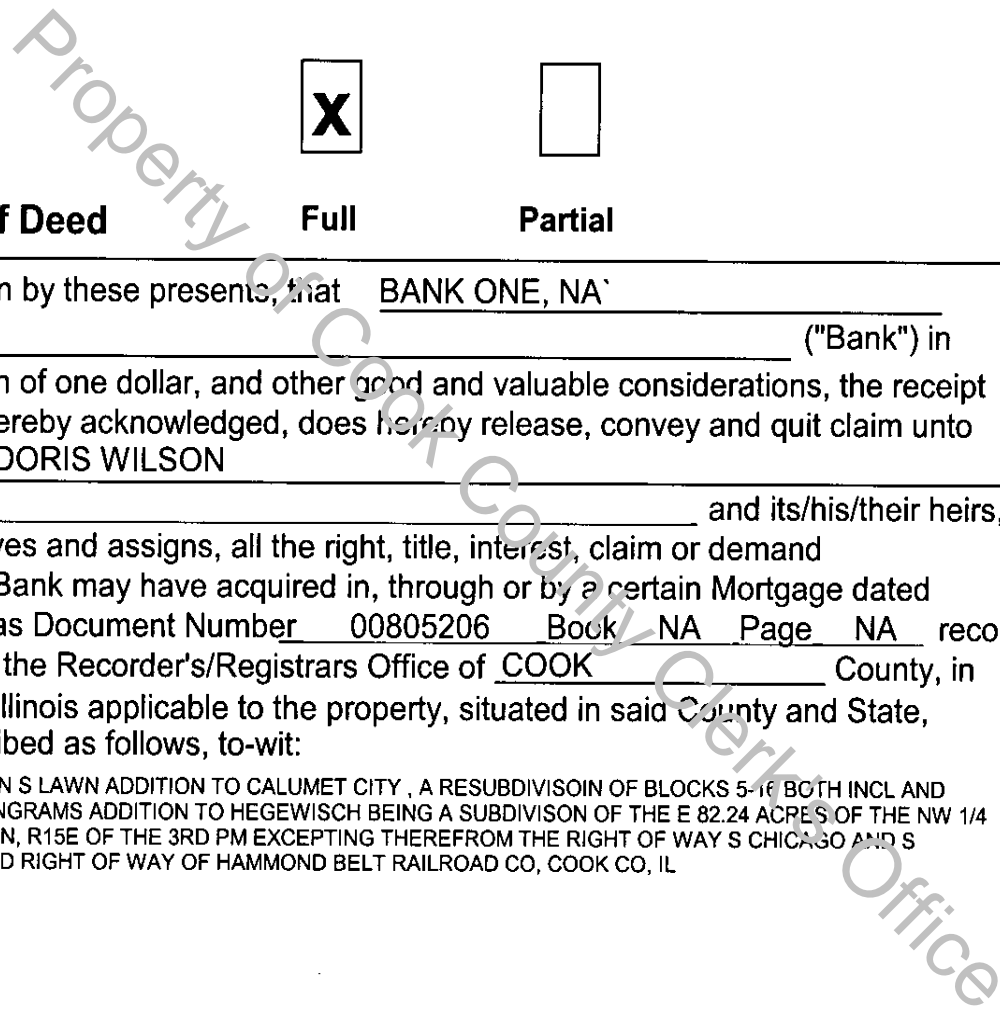 X
f Deed Full Partial
n by these presents, that BANK ONE, NA`
("Bank") in
n of one dollar, and other good and valuable considerations, the receipt
ereby acknowledged, does hereby release, convey and quit claim unto
DORIS WILSON
and its/his/their heirs,
ves and assigns, all the right, title, interest, claim or demand
Bank may have acquired in, through or by a certain Mortgage dated
as Document Number 00805206 Book NA Page NA reco
the Recorder's/Registrars Office of COOK County, in
llinois applicable to the property, situated in said County and State,
ibed as follows, to-wit:
N S LAWN ADDITION TO CALUMET CITY , A RESUBDIVISOIN OF BLOCKS 5-16 BOTH INCL AND
NGRAMS ADDITION TO HEGEWISCH BEING A SUBDIVISON OF THE E 82.24 ACRES OF THE NW 1/4
N, R15E OF THE 3RD PM EXCEPTING THEREFROM THE RIGHT OF WAY S CHICAGO AND S
D RIGHT OF WAY OF HAMMOND BELT RAILROAD CO, COOK CO, IL
Property of Cook County Clerk's Office